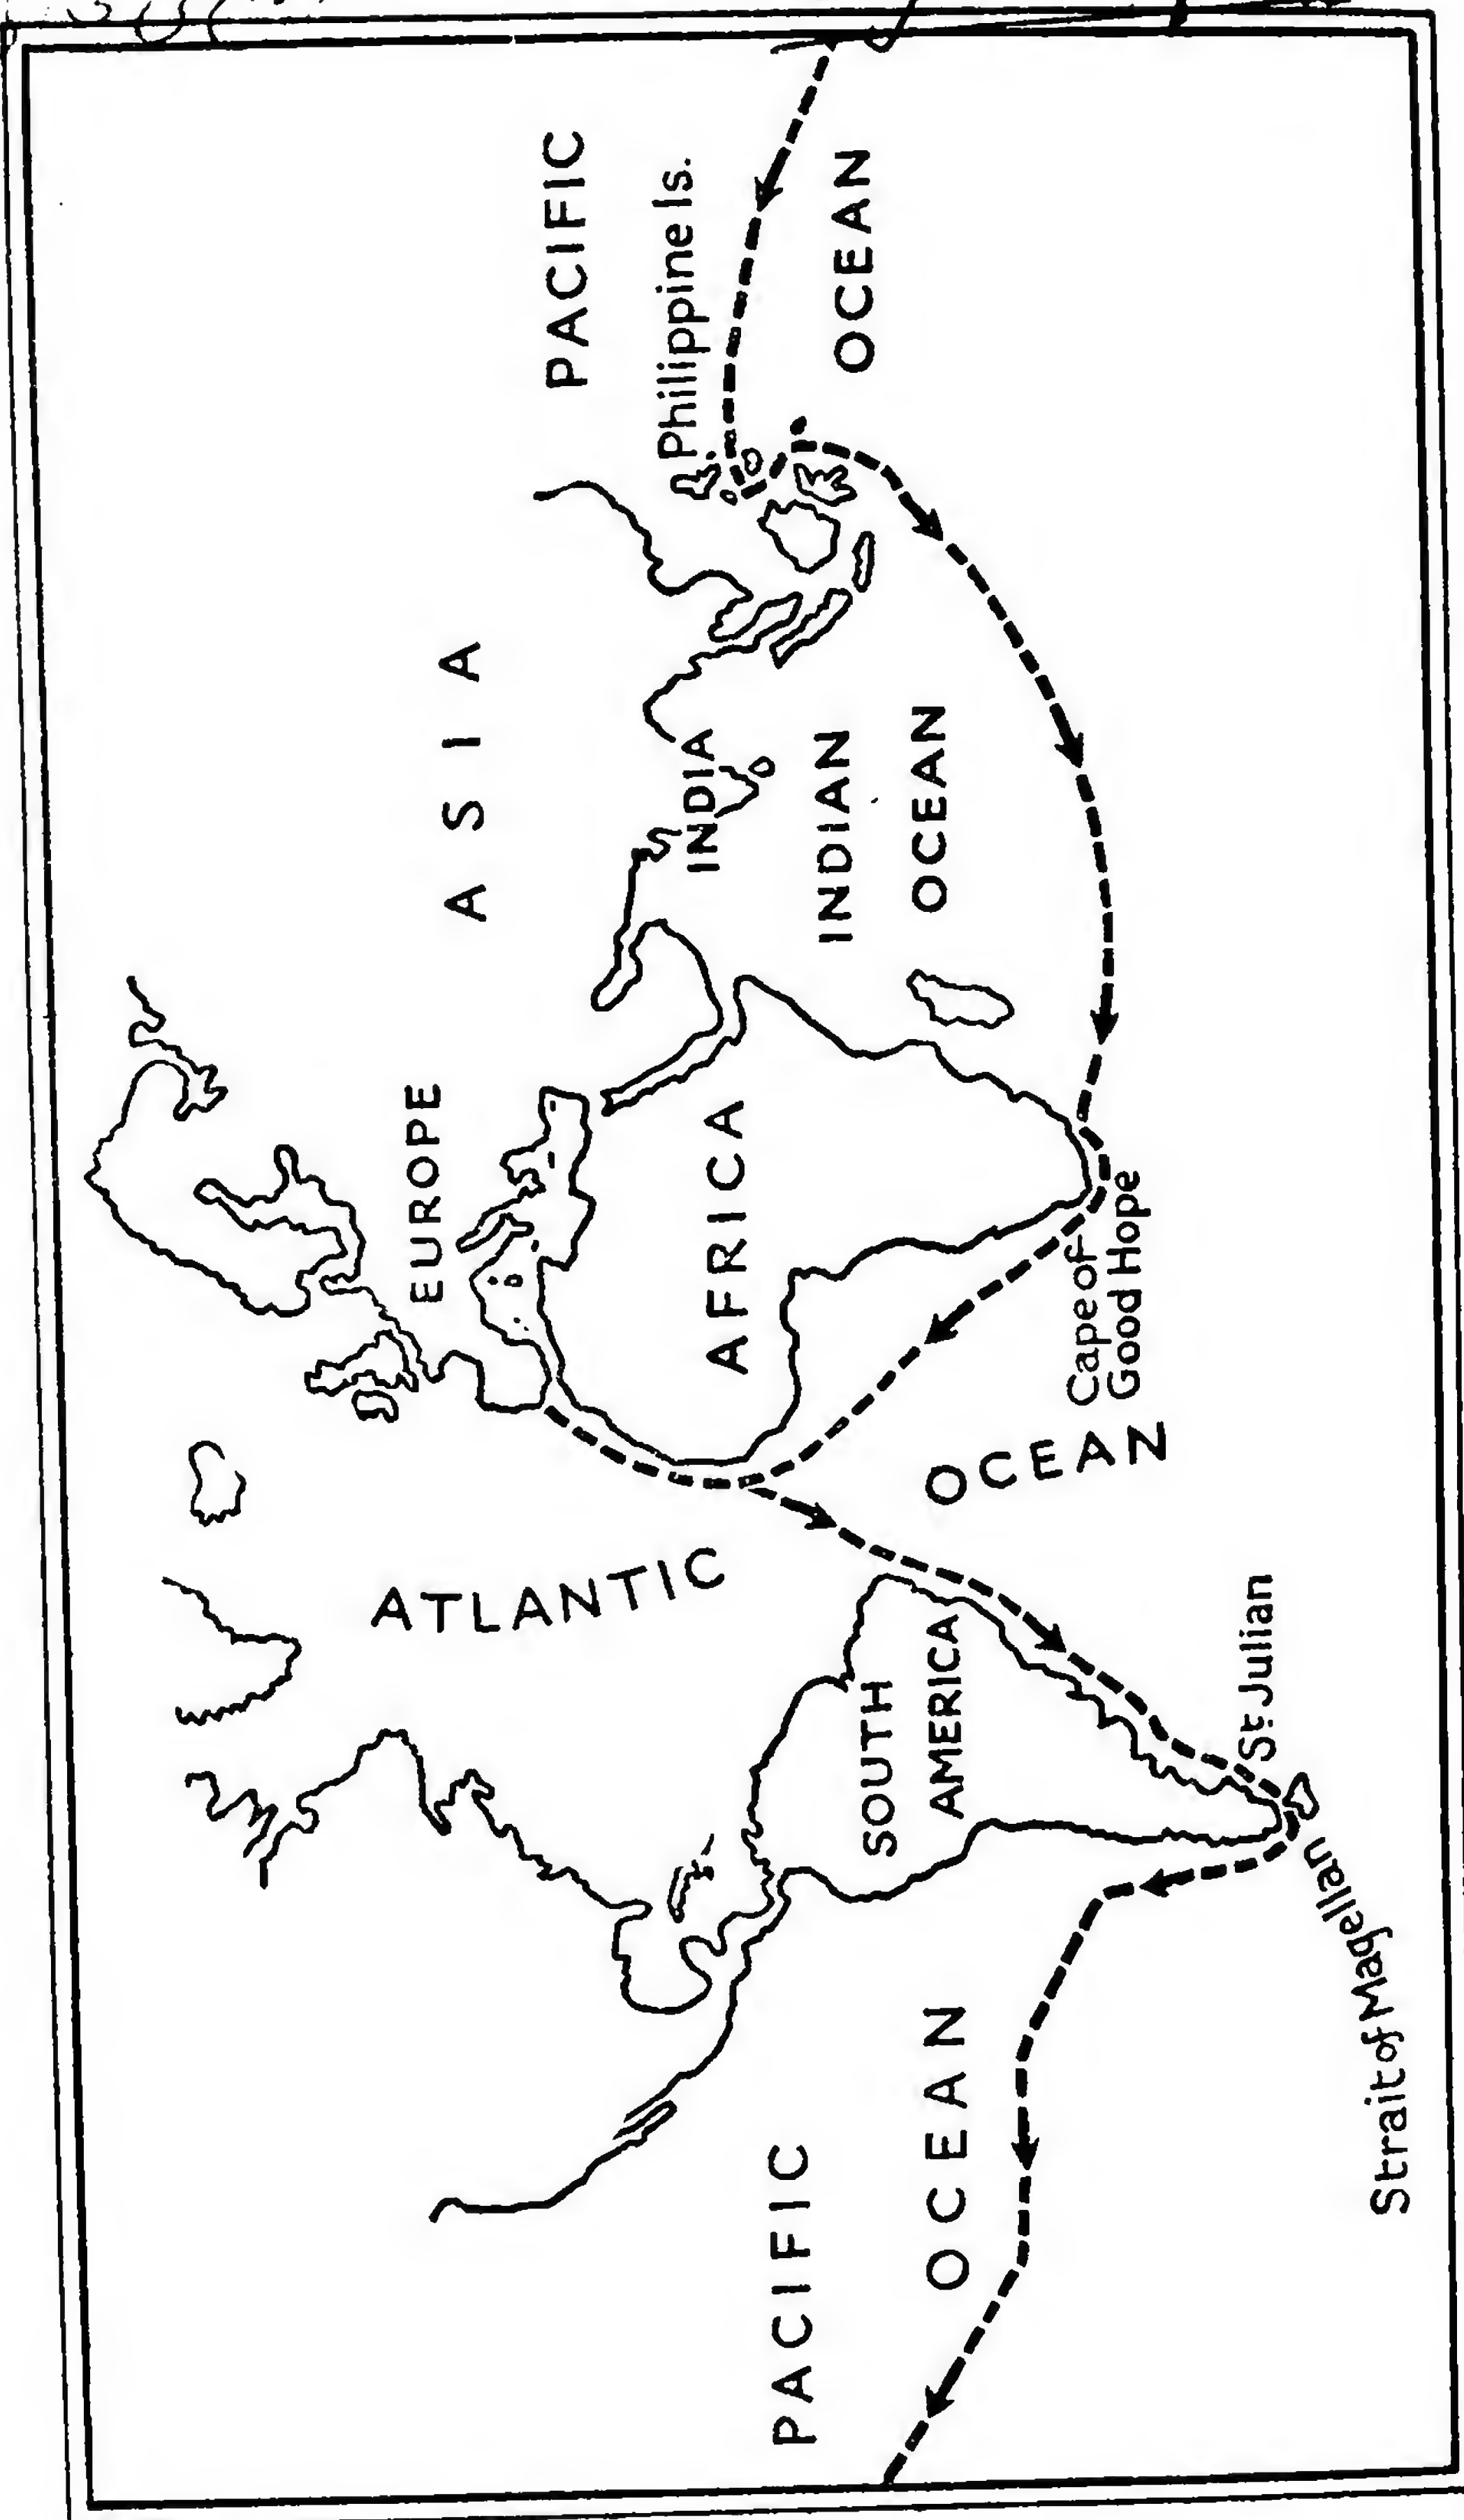 EUROPE
ASIA
PACIFIC
Philippine Is.
OCEAN
INDIA
INDIAN
OCEAN
AFRICA
Cape of
Good Hope
ATLANTIC
OCEAN
SOUTH
AMERICA
St. Julian
Strait of Magellan
PACIFIC
OCEAN